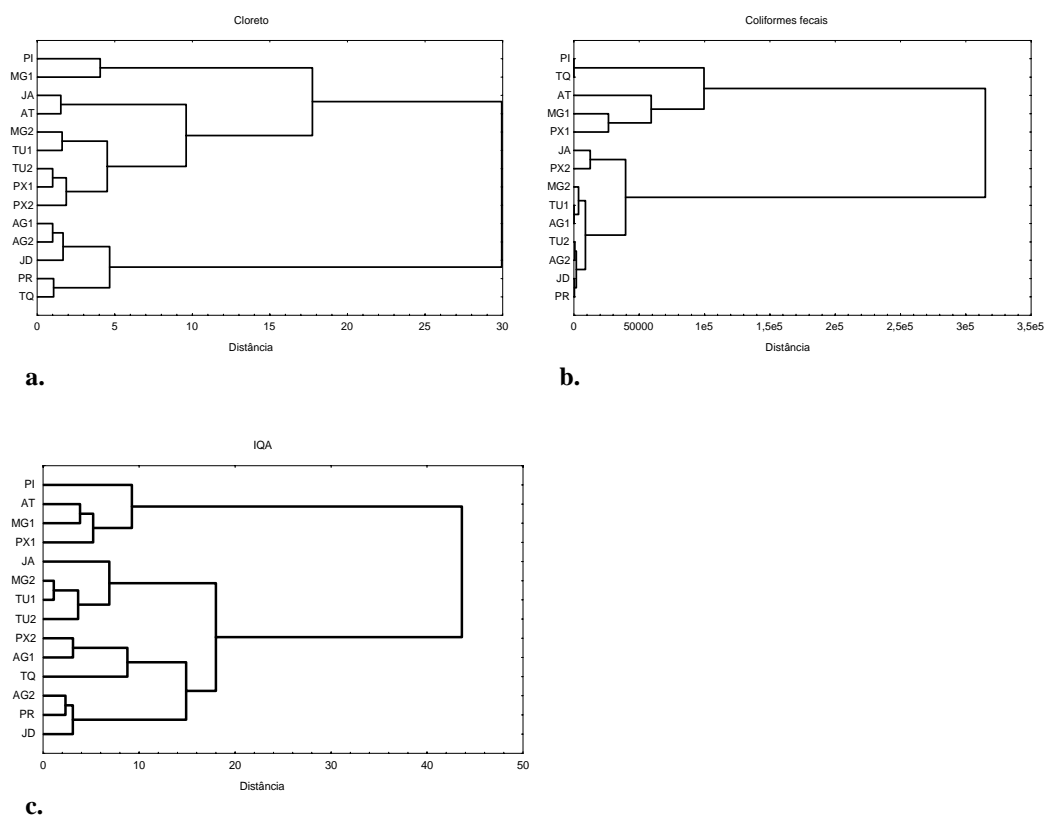 Cloreto
PI
MG1
JA
AT
MG2
TU1
TU2
PX1
PX2
AG1
AG2
JD
PR
TQ
0 5 10 15 20 25 30
Distância
a.
Coliformes fecais
PI
TQ
AT
MG1
PX1
JA
PX2
MG2
TU1
AG1
TU2
AG2
JD
PR
0 50000 1e5 1,5e5 2e5 2,5e5 3e5 3,5e5
Distância
b.
IQA
PI
AT
MG1
PX1
JA
MG2
TU1
TU2
PX2
AG1
TQ
AG2
PR
JD
0 10 20 30 40 50
Distância
c.